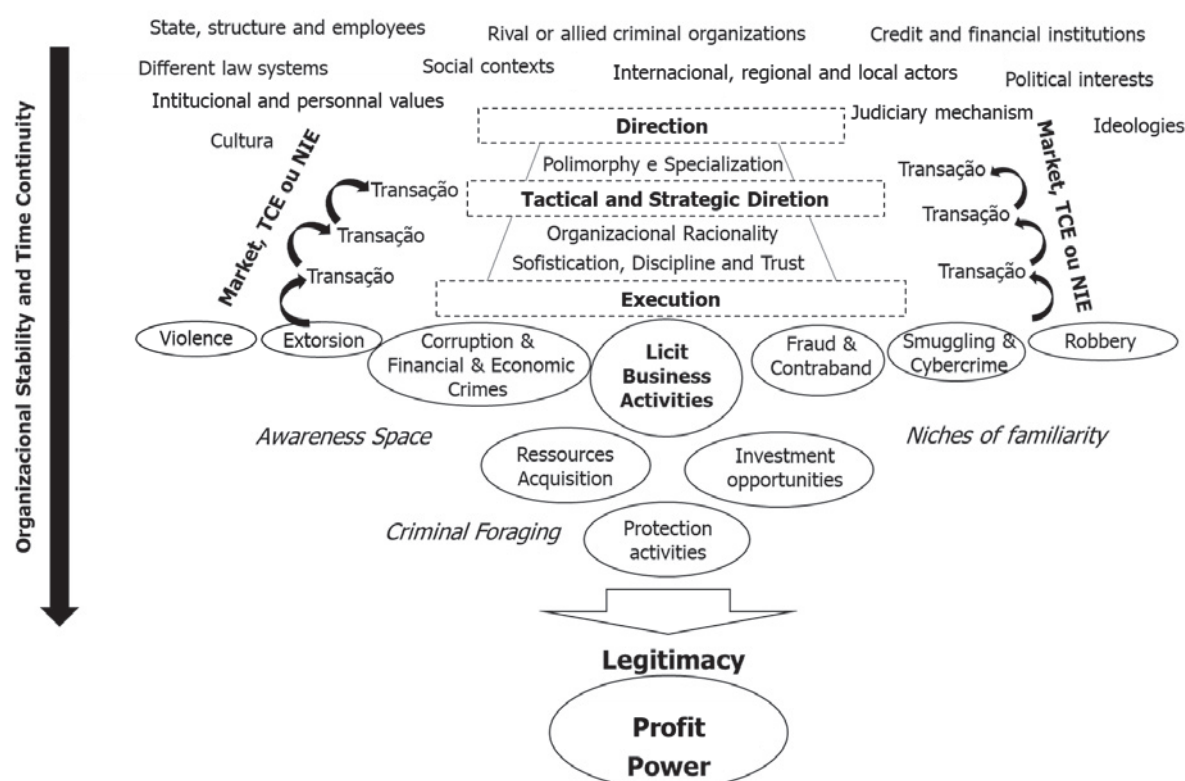 State, structure and employees
Rival or allied criminal organizations
Credit and financial institutions
Different law systems
Social contexts
Internacional, regional and local actors
Political interests
Intitucional and personnal values
Judiciary mechanism
Ideologies
Cultura
Direction
Polimorphy e Specialization
Tactical and Strategic Diretion
Organizacional Racionality
Sofistication, Discipline and Trust
Execution
Organizacional Stability and Time Continuity
Market, TCE ou NIE
Transação
Transação
Transação
Transação
Transação
Transação
Market, TCE ou NIE
Violence
Extorsion
Corruption &
Financial & Economic
Crimes
Licit
Business
Activities
Fraud &
Contraband
Smuggling &
Cybercrime
Robbery
Awareness Space
Niches of familiarity
Ressources
Acquisition
Investment
opportunities
Criminal Foraging
Protection
activities
Legitimacy
Profit
Power